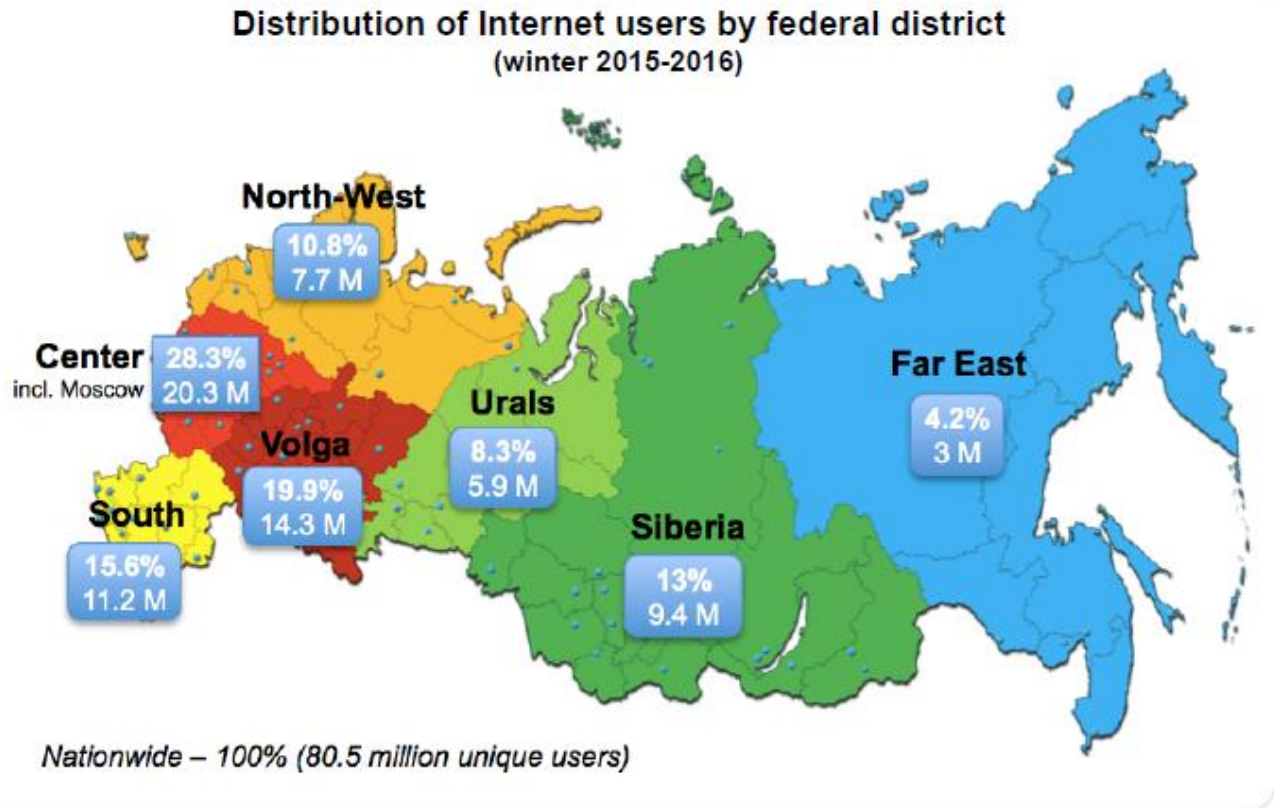 Distribution of Internet users by federal district
(winter 2015-2016)
North-West
10.8%
7.7 M
Center
incl. Moscow
28.3%
20.3 M
Volga
19.9%
14.3 M
South
15.6%
11.2 M
Urals
8.3%
5.9 M
Siberia
13%
9.4 M
Far East
4.2%
3 M
Nationwide – 100% (80.5 million unique users)